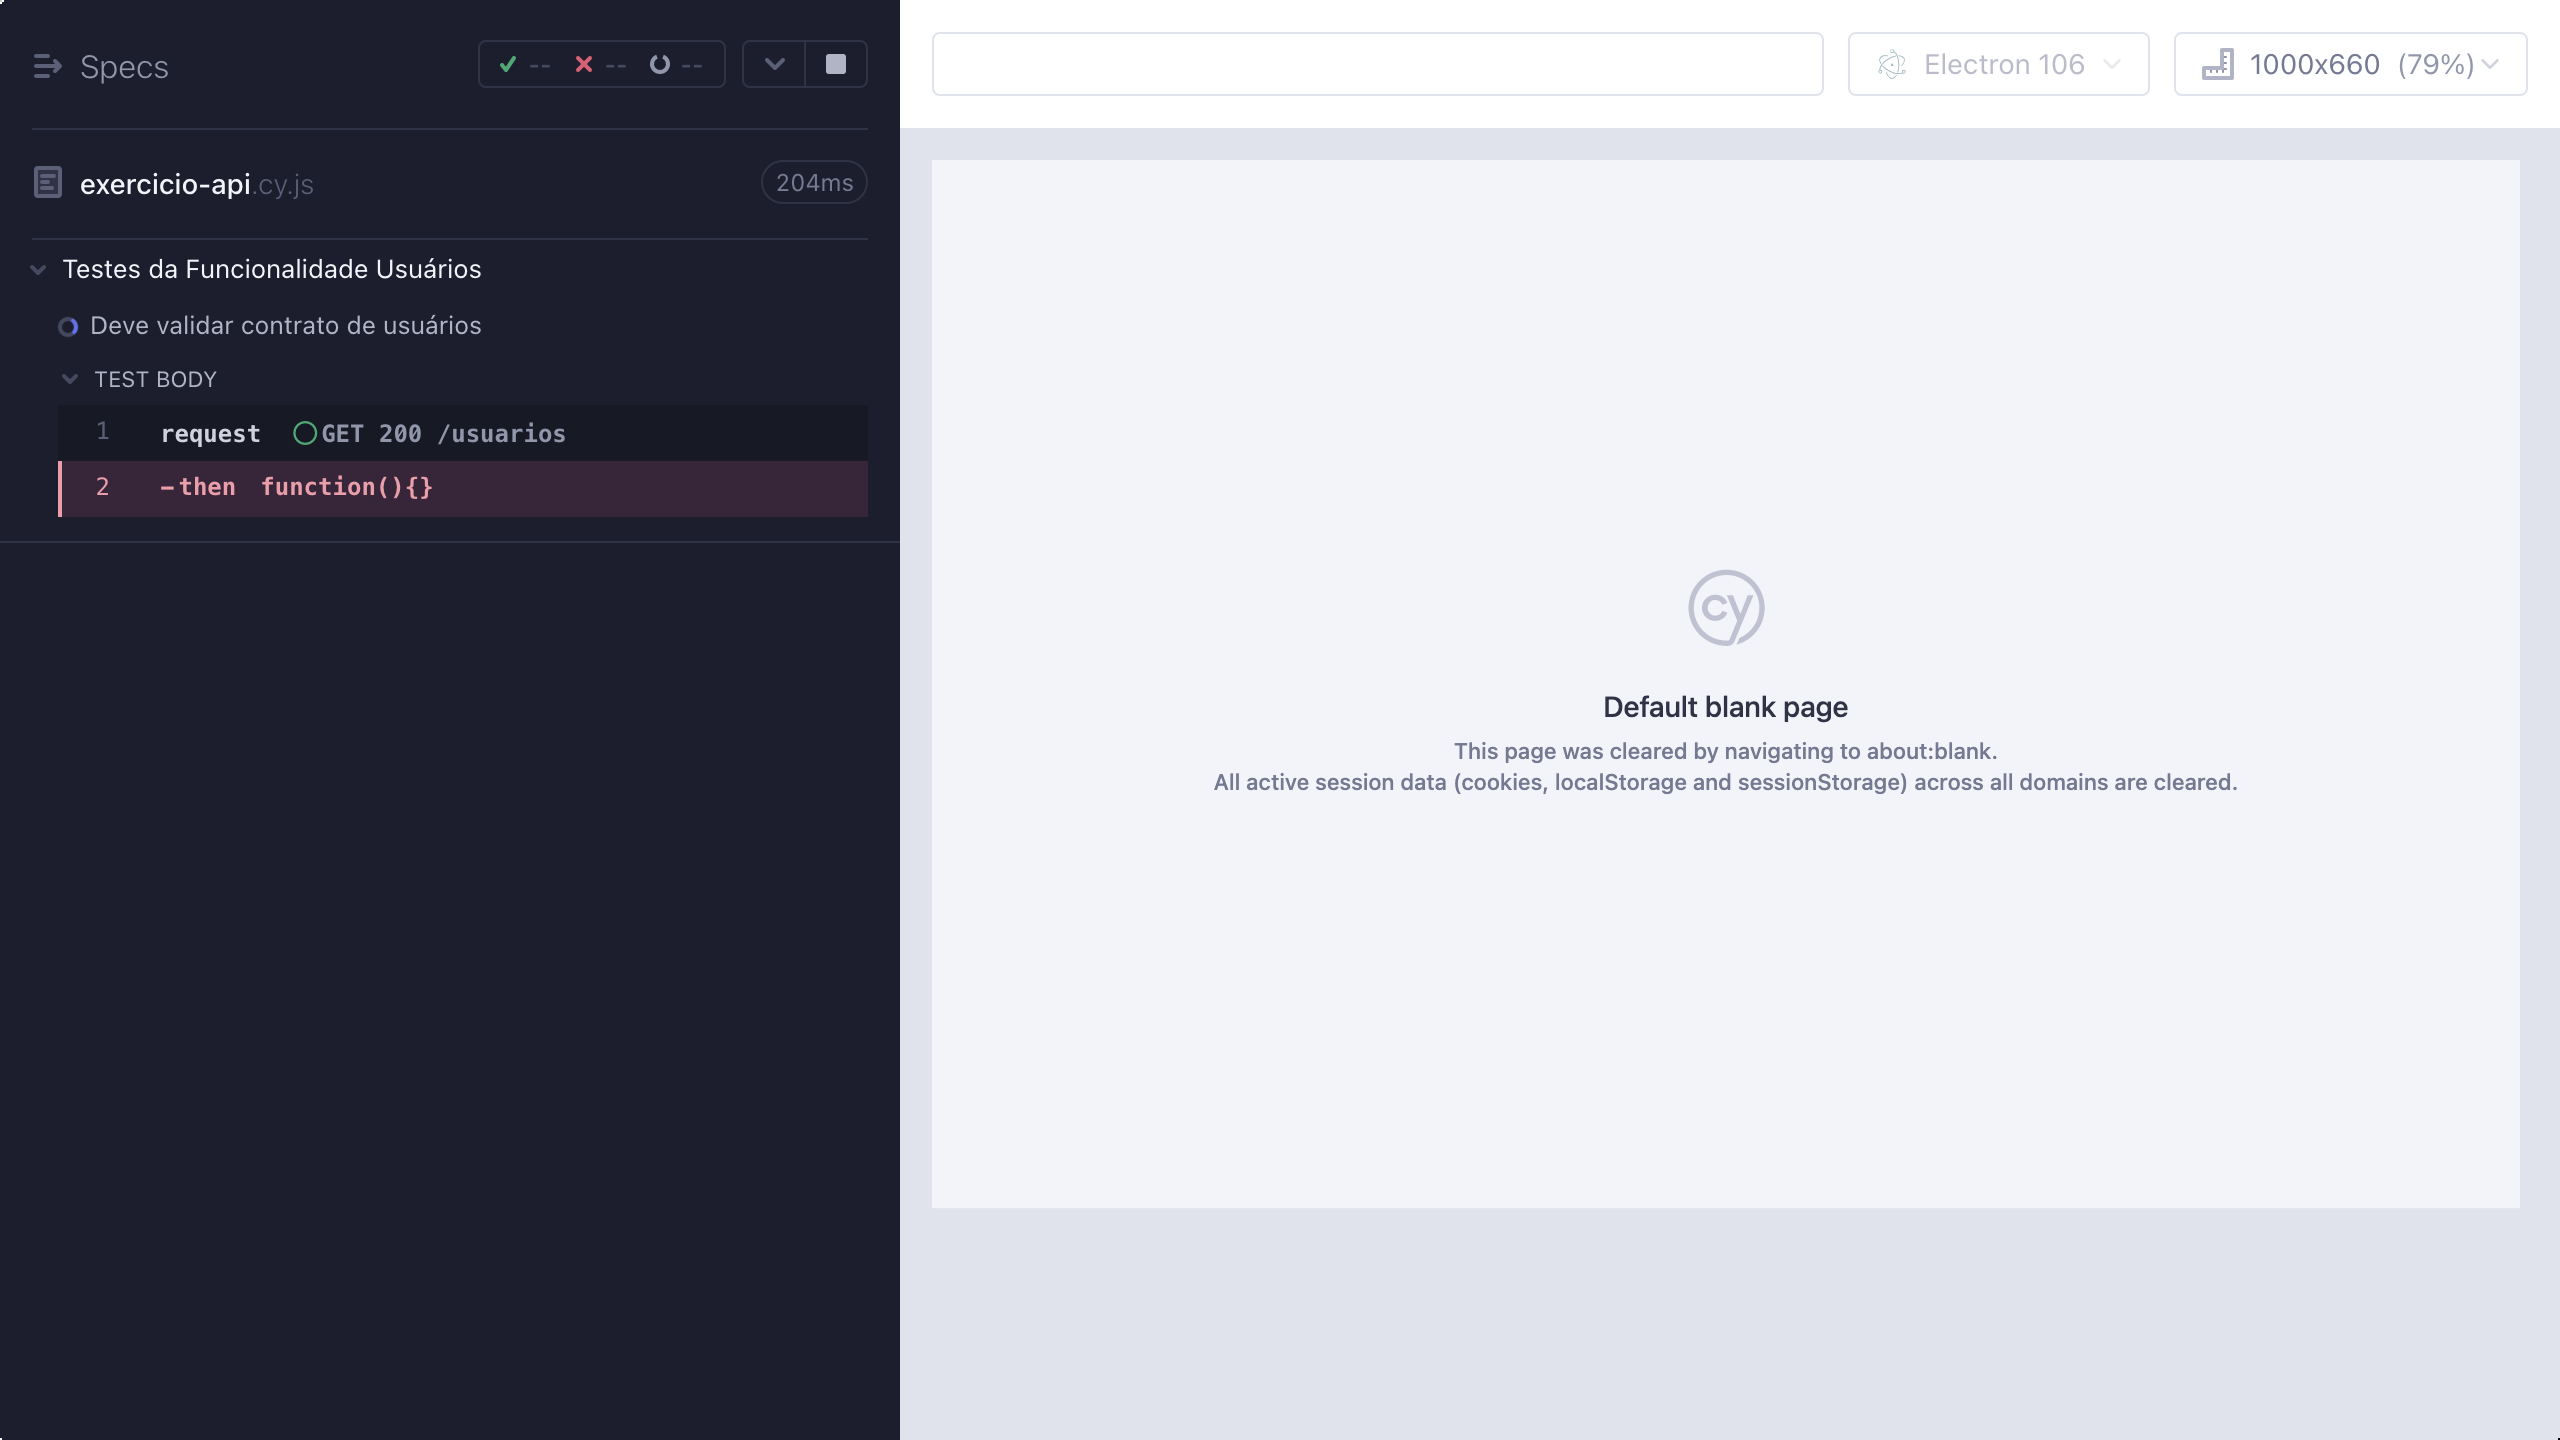 Specs
-- -- --
exercicio-api.cy.js
204ms
Testes da Funcionalidade Usuários
Deve validar contrato de usuários
TEST BODY
1 request GET 200 /usuarios
2 -then function(){}
Electron 106
1000x660 (79%)
cy
Default blank page
This page was cleared by navigating to about:blank.
All active session data (cookies, localStorage and sessionStorage) across all domains are cleared.